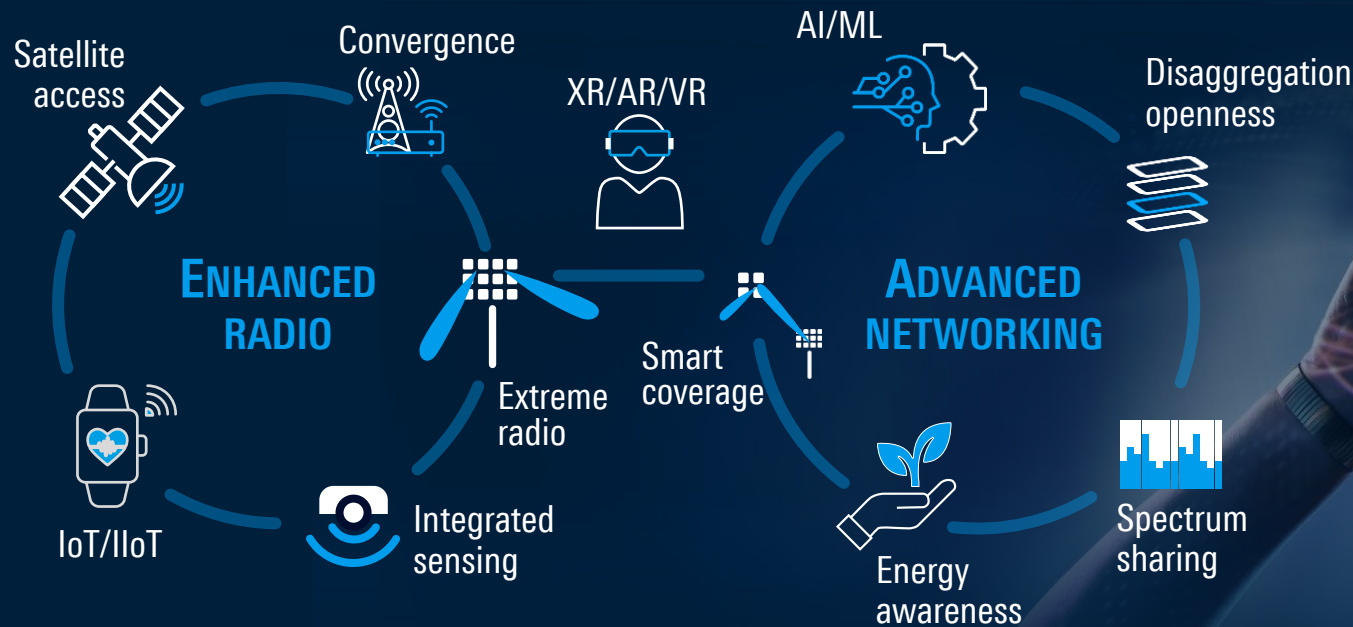 Satellite
access
Convergence
XR/AR/VR
AI/ML
Disaggregation
openness
ENHANCED
RADIO
ADVANCED
NETWORKING
Extreme
radio
Smart
coverage
IoT/IIoT
Integrated
sensing
Energy
awareness
Spectrum
sharing